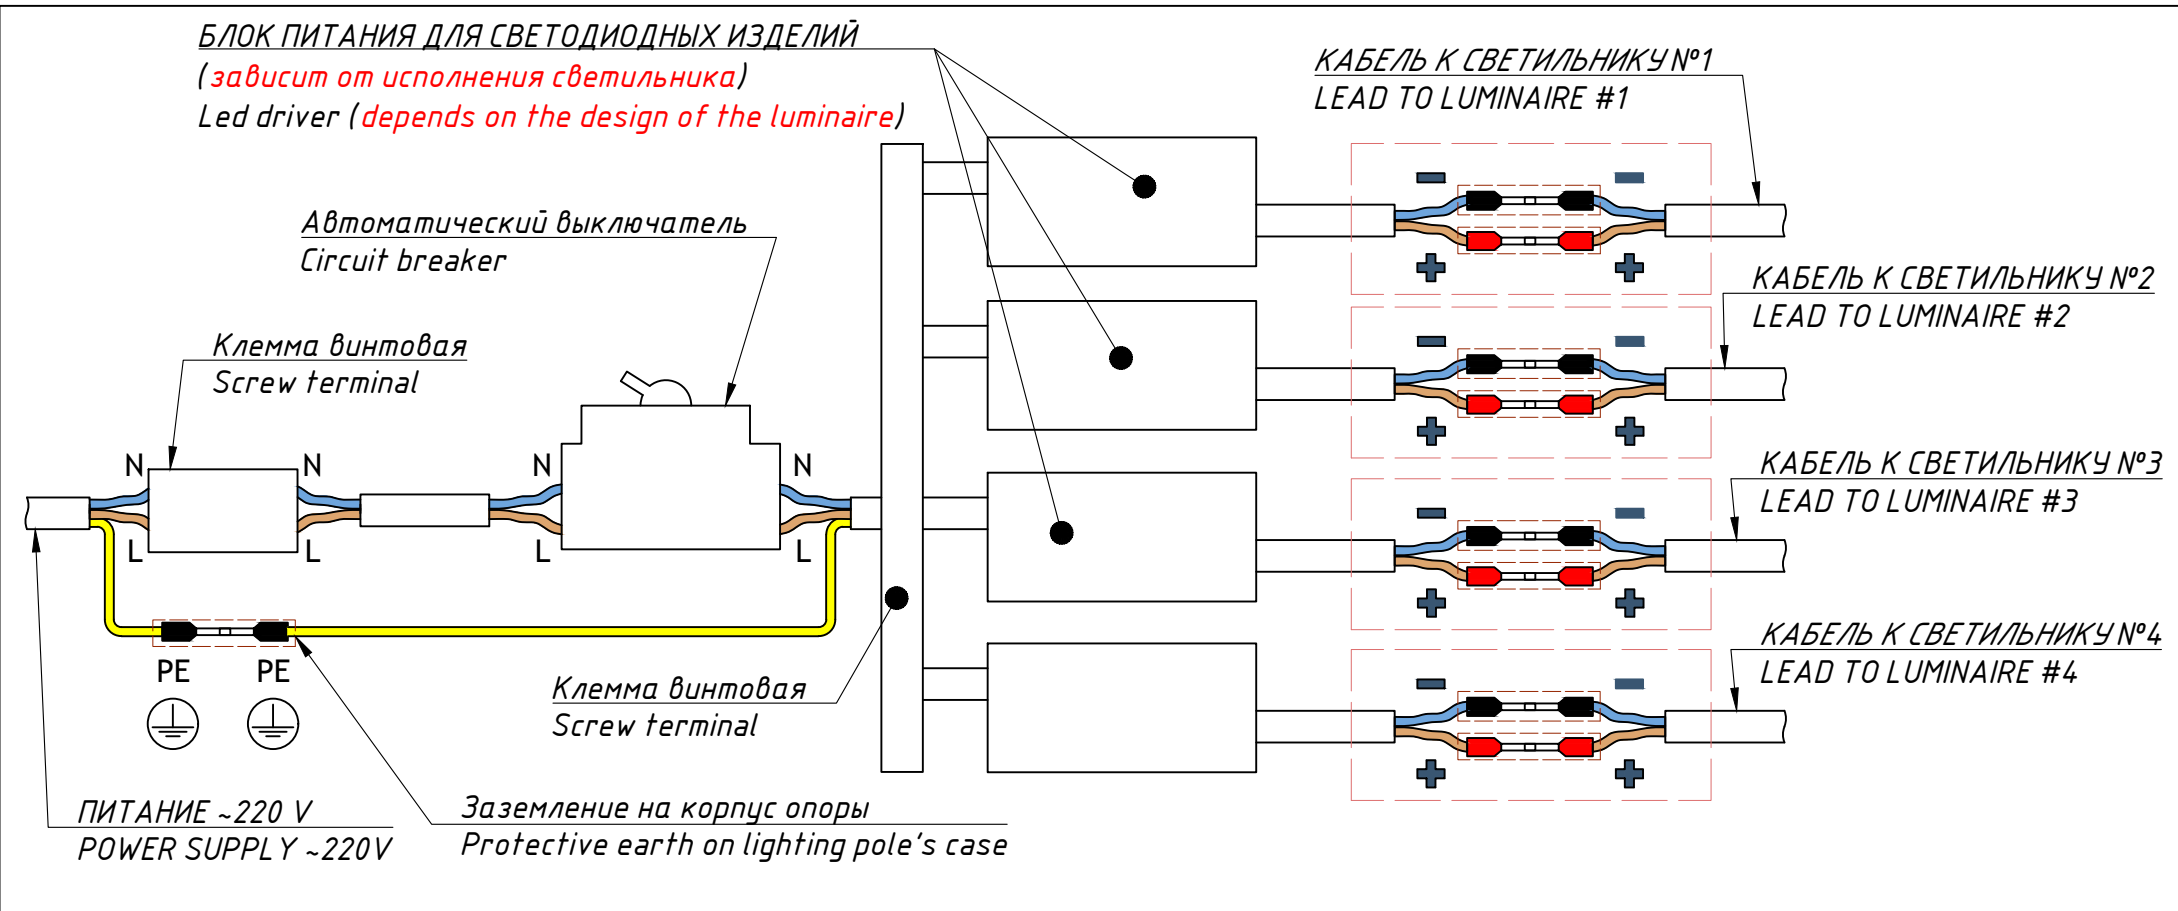 БЛОК ПИТАНИЯ ДЛЯ СВЕТОДИОДНЫХ ИЗДЕЛИЙ
(зависит от исполнения светильника)
Led driver (depends on the design of the luminaire)
КАБЕЛЬ К СВЕТИЛЬНИКУ №1
LEAD TO LUMINAIRE #1
Автоматический выключатель
Circuit breaker
КАБЕЛЬ К СВЕТИЛЬНИКУ №2
LEAD TO LUMINAIRE #2
Клемма винтовая
Screw terminal
N
N
N
N
L
L
L
L
КАБЕЛЬ К СВЕТИЛЬНИКУ №3
LEAD TO LUMINAIRE #3
PE
PE
Клемма винтовая
Screw terminal
КАБЕЛЬ К СВЕТИЛЬНИКУ №4
LEAD TO LUMINAIRE #4
ПИТАНИЕ ~220 V
POWER SUPPLY ~220V
Заземление на корпус опоры
Protective earth on lighting pole's case